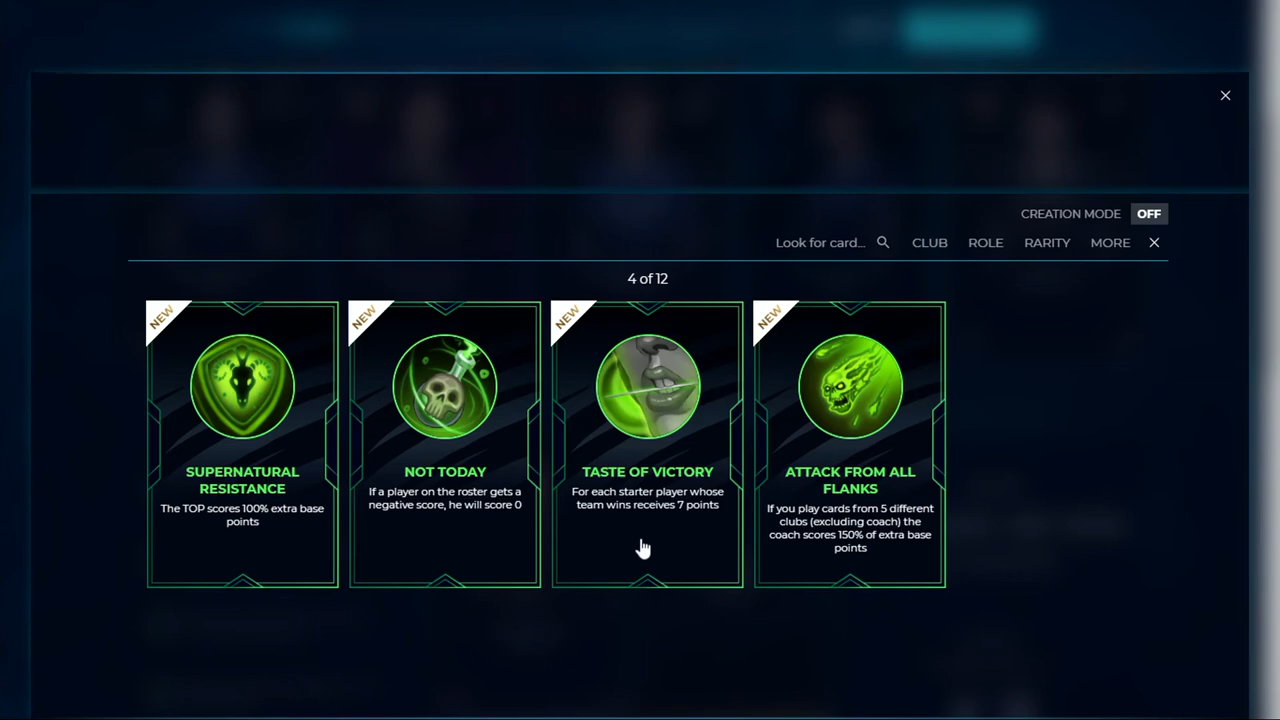 CREATION MODE OFF
Look for card... CLUB ROLE RARITY MORE
4 of 12
NEW
SUPERNATURAL
RESISTANCE
The TOP scores 100% extra base
points
NEW
NOT TODAY
If a player on the roster gets a
negative score, he will score 0
NEW
TASTE OF VICTORY
For each starter player whose
team wins receives 7 points
NEW
ATTACK FROM ALL
FLANKS
If you play cards from 5 different
clubs (excluding coach) the
coach scores 150% of extra base
points